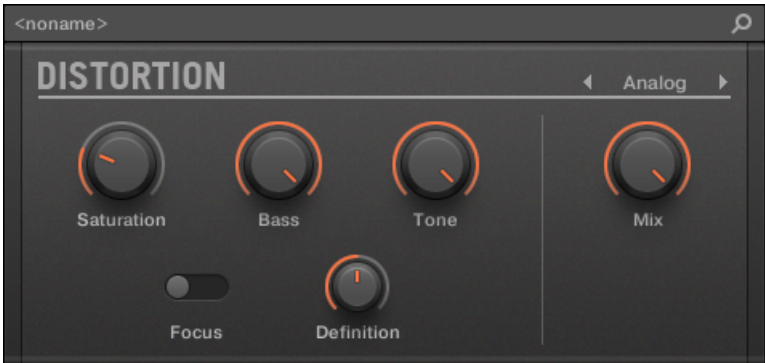 <noname>
DISTORTION
Analog
Saturation Bass Tone Mix
Focus Definition